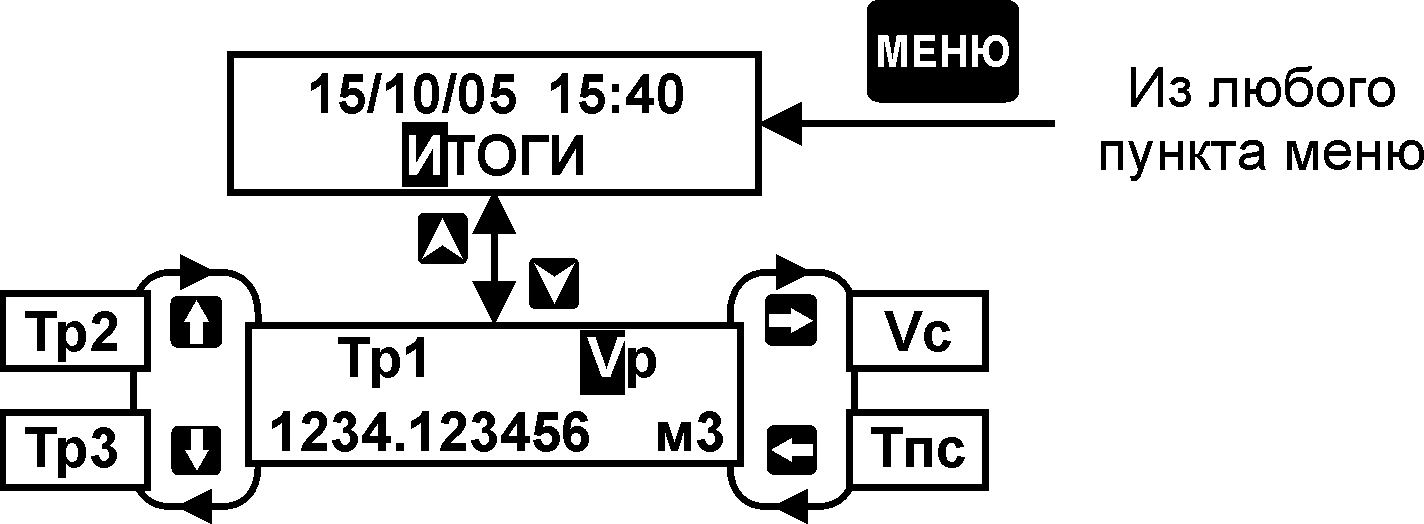 МЕНЮ
15/10/05 15:40
ИТОГИ
Из любого
пункта меню
Тр2
Тр3
Тр1 Vр
1234.123456 м3
Vс
Тпс